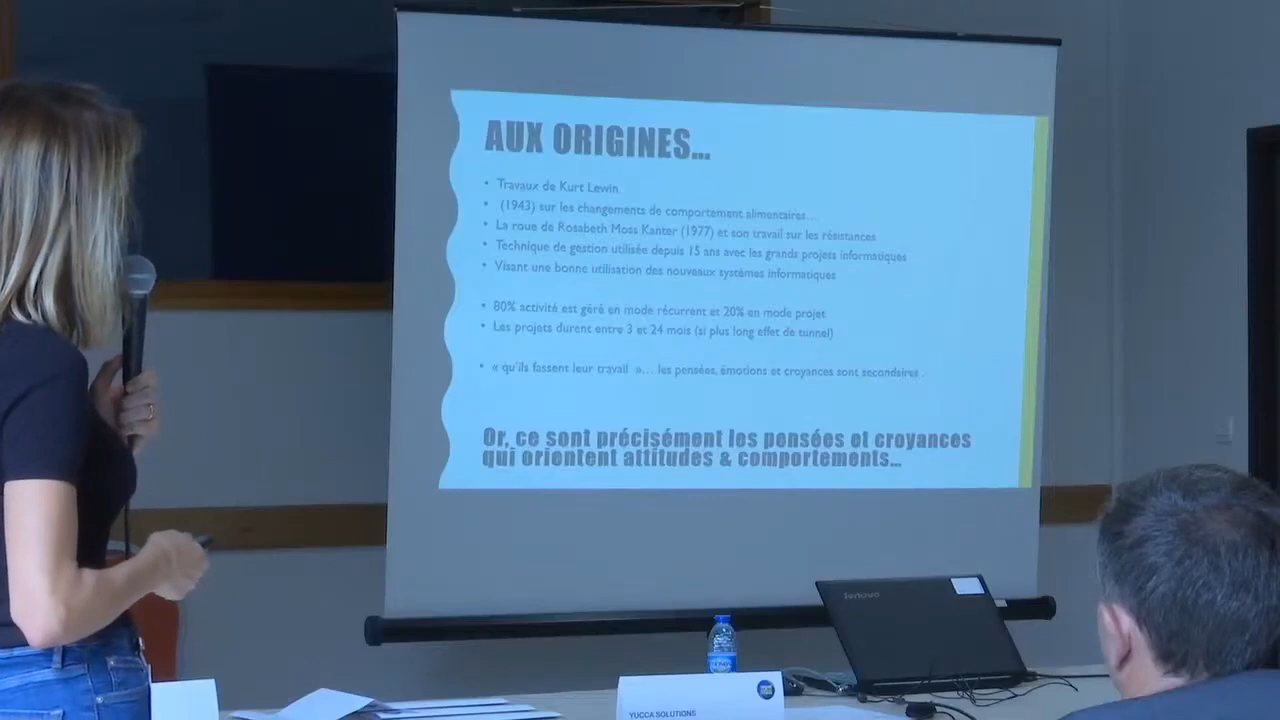 AUX ORIGINES...
• Travaux de Kurt Lewin
• (1943) sur les changements de comportement alimentaires...
• La roue de Rosabeth Moss Kanter (1977) et son travail sur les résistances
• Technique de gestion utilisée depuis 15 ans avec les grands projets informatiques
• Visant une bonne utilisation des nouveaux systèmes informatiques
• 80% activité est géré en mode récurrent et 20% en mode projet
• Les projets durent entre 3 et 24 mois (si plus long effet de tunnel)
• « qu'ils fassent leur travail »... les pensées, émotions et croyances sont secondaires .
Or, ce sont précisément les pensées et croyances
qui orientent attitudes & comportements...
lenovo
YUCCA SOLUTIONS